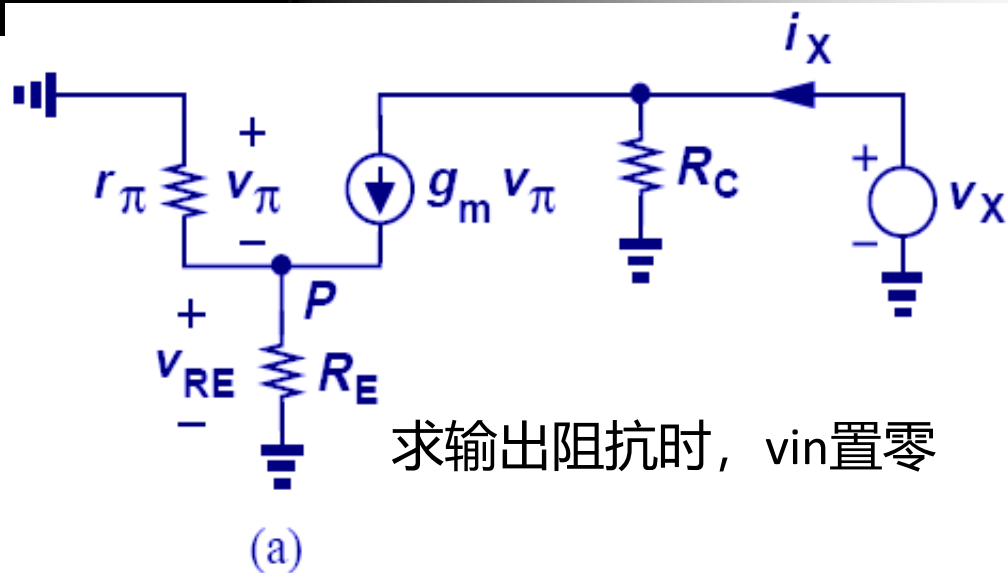 iX
+
rπ vπ
−
gm vπ
RC
+
vX
−
P
+
vRE
−
RE
求输出阻抗时，vin置零
(a)